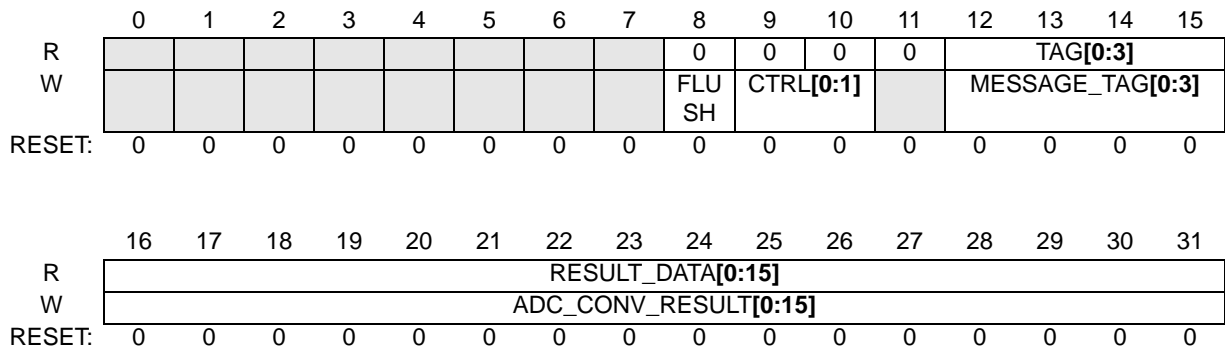 0 1 2 3 4 5 6 7 8 9 10 11 12 13 14 15
R 0 0 0 0 TAG[0:3]
W FLU CTRL[0:1] MESSAGE_TAG[0:3]
SH
RESET: 0 0 0 0 0 0 0 0 0 0 0 0 0 0 0 0
16 17 18 19 20 21 22 23 24 25 26 27 28 29 30 31
R RESULT_DATA[0:15]
W ADC_CONV_RESULT[0:15]
RESET: 0 0 0 0 0 0 0 0 0 0 0 0 0 0 0 0